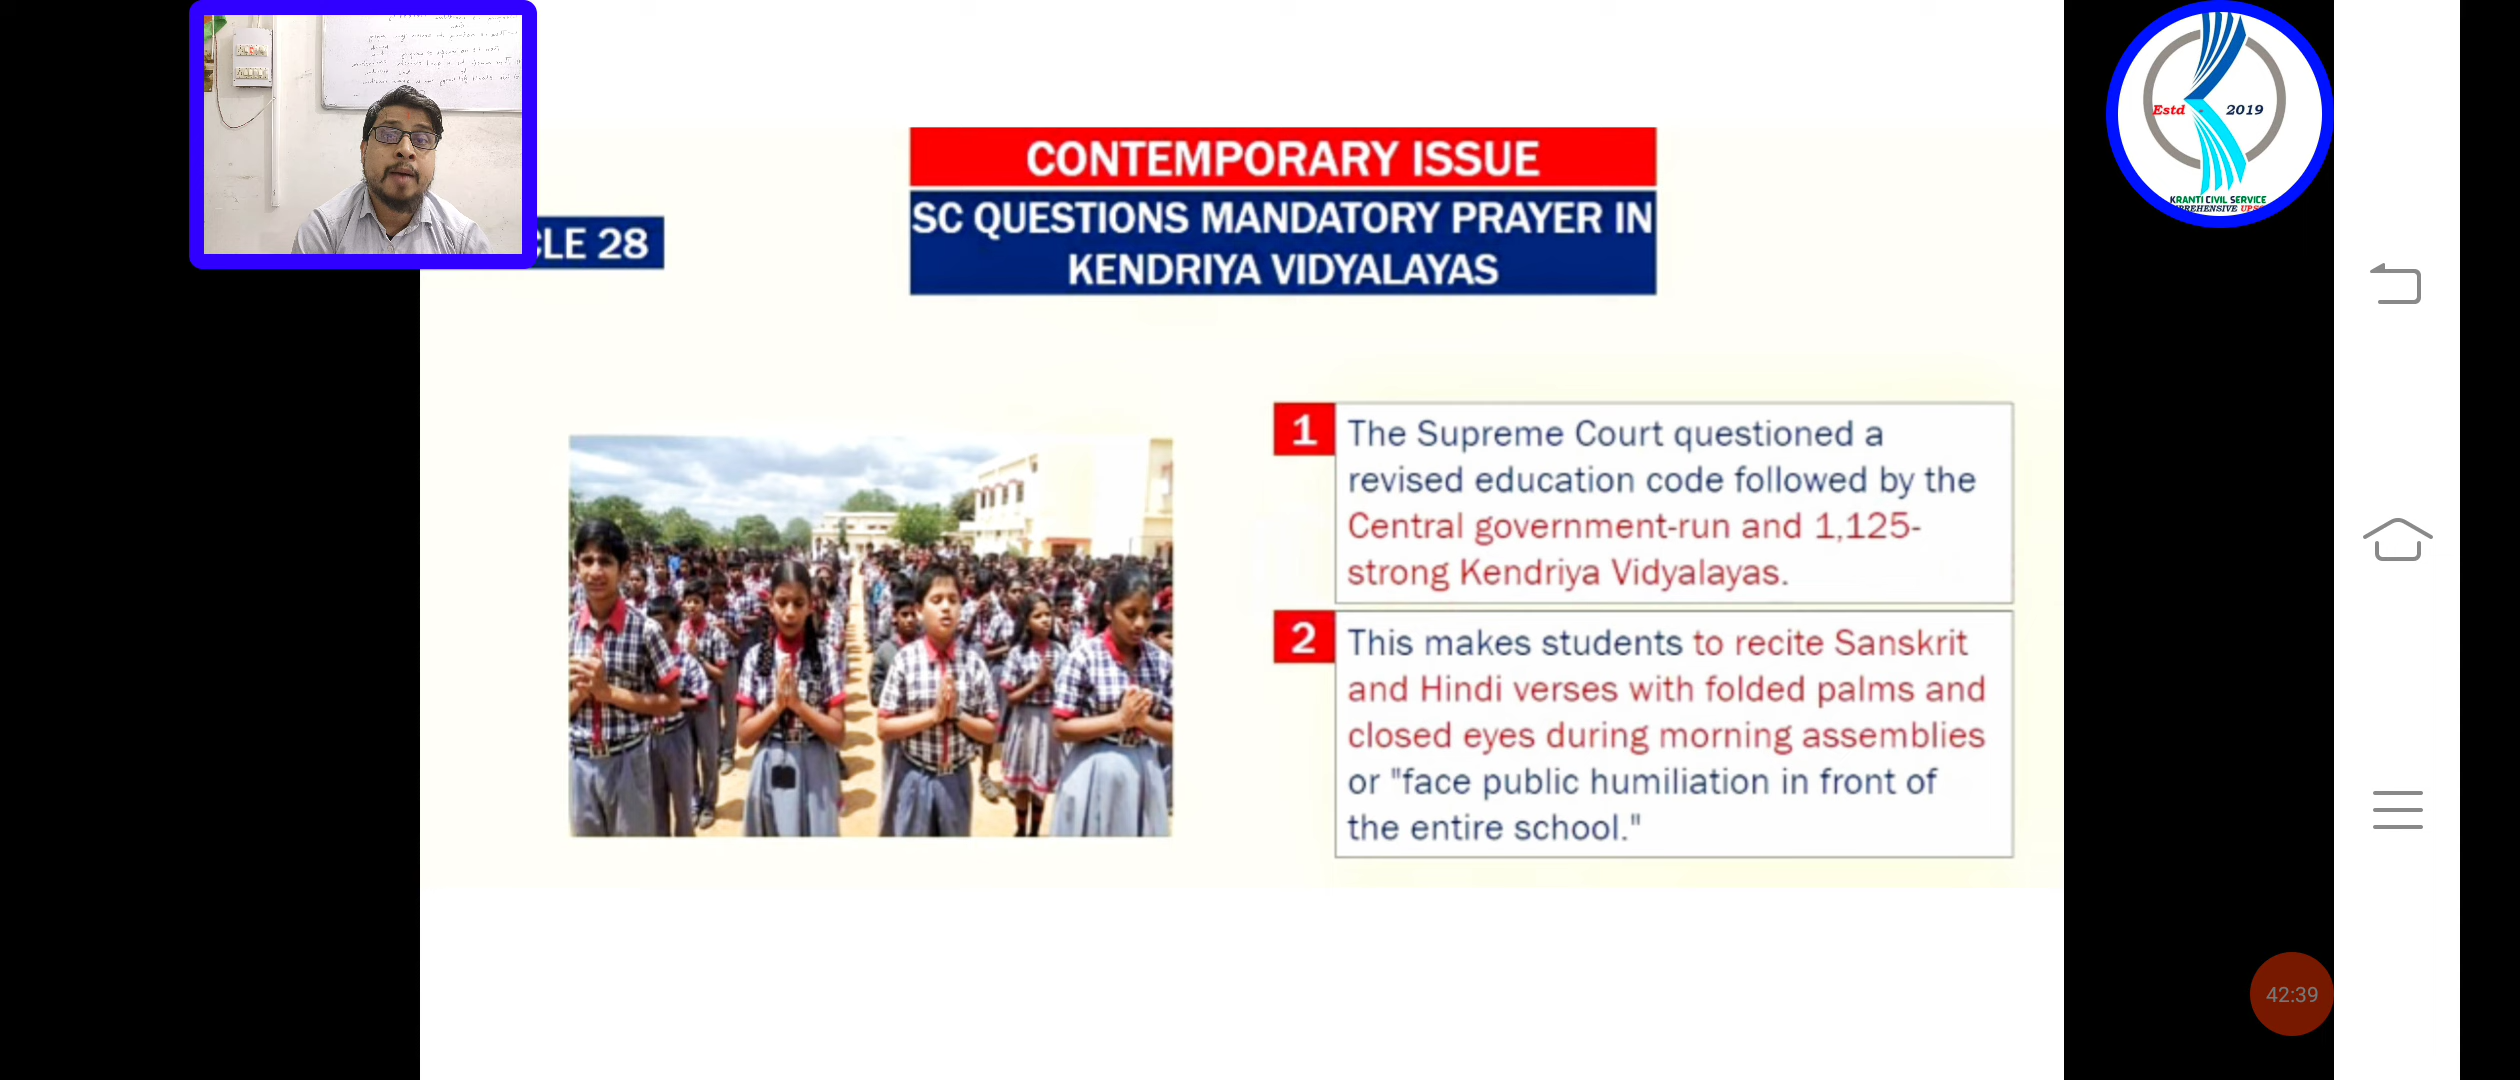 CLE 28
CONTEMPORARY ISSUE
SC QUESTIONS MANDATORY PRAYER IN
KENDRIYA VIDYALAYAS
1
The Supreme Court questioned a
revised education code followed by the
Central government-run and 1,125-
strong Kendriya Vidyalayas.
2
This makes students to recite Sanskrit
and Hindi verses with folded palms and
closed eyes during morning assemblies
or "face public humiliation in front of
the entire school."
Estd 2019
KRANTI CIVIL SERVICE
42:39